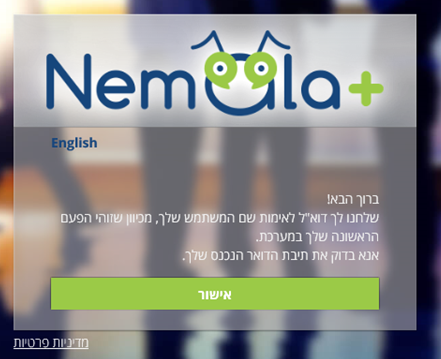 Nemala+
English
ברוך הבא!
שלחנו לך דוא"ל לאימות שם המשתמש שלך, מכיוון שזוהי הפעם
הראשונה שלך במערכת.
אנא בדוק את תיבת הדואר הנכנס שלך.
אישור
מדיניות פרטיות